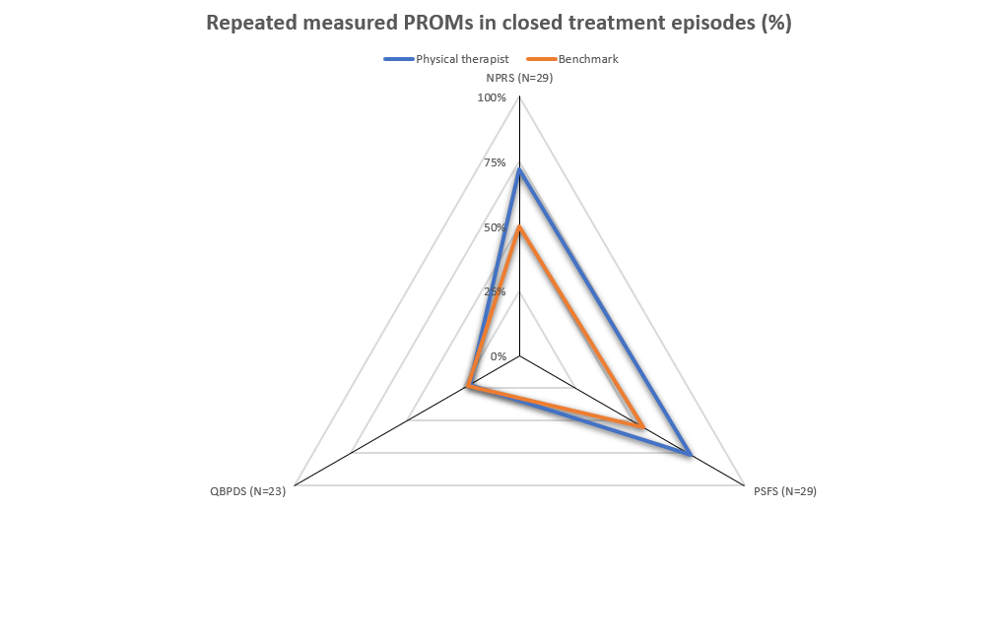 Repeated measured PROMs in closed treatment episodes (%)
Physical therapist Benchmark
NPRS (N=29)
100%
75%
50%
25%
0%
QBPDS (N=23) PSFS (N=29)